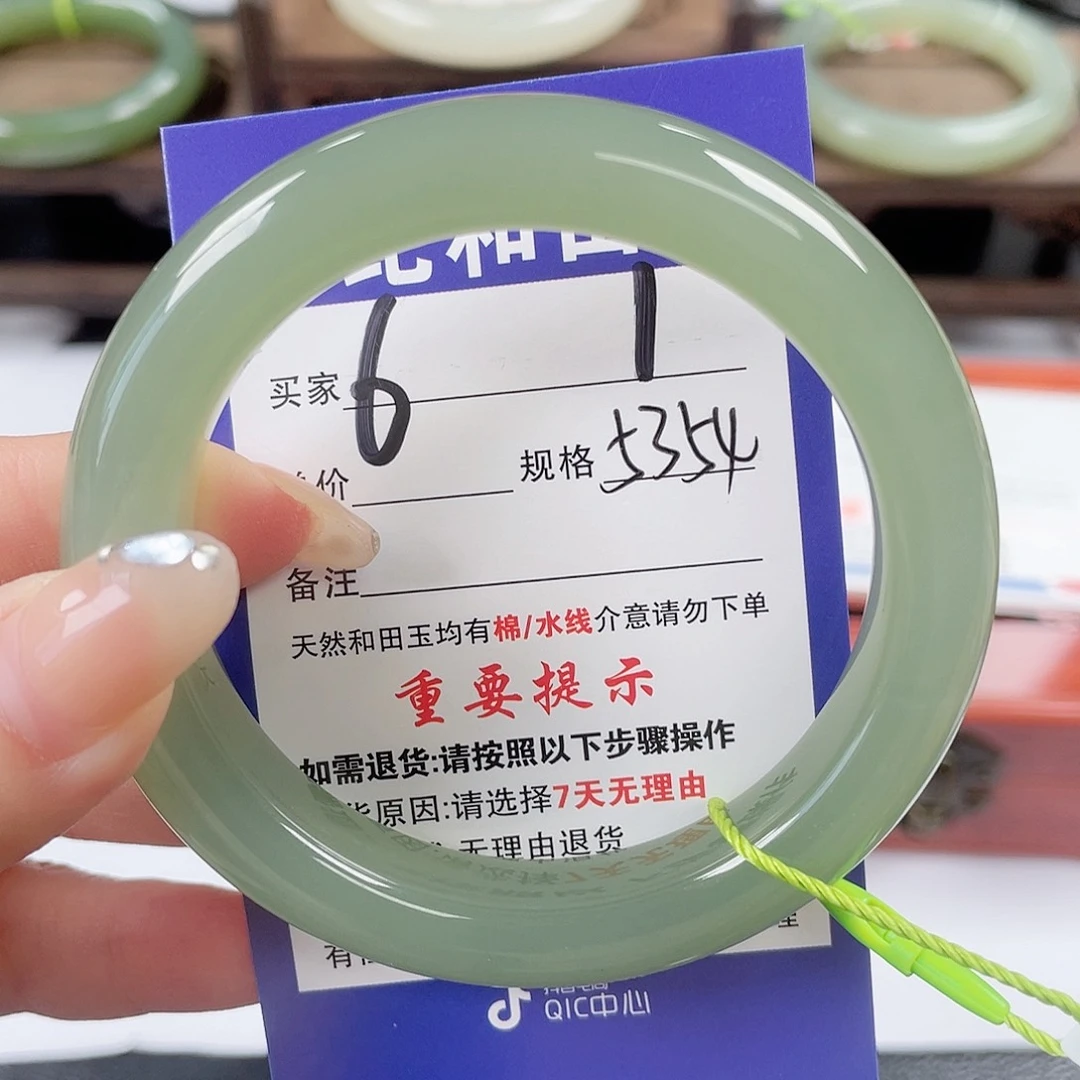 和田
6 1
买家
价 规格 5354
备注
天然和田玉均有棉/水线介意请勿下单
重要提示
如需退货:请按照以下步骤操作
原因:请选择7天无理由
无理由退货
有
理
QIC中心